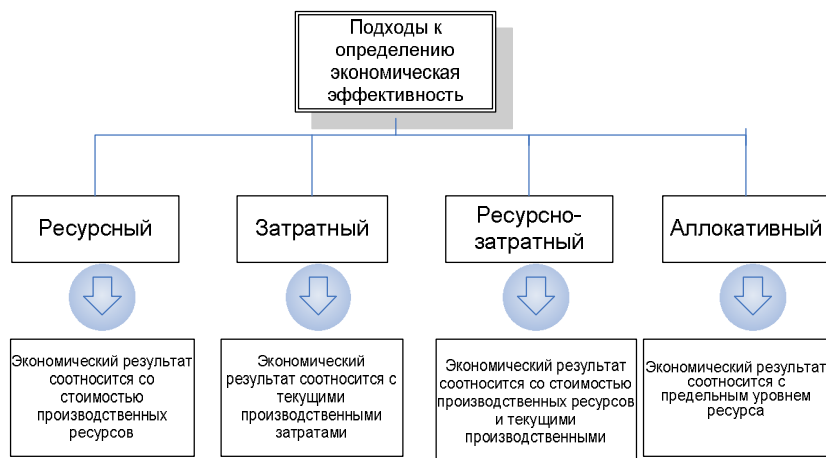 Подходы к
определению
экономическая
эффективность
Ресурсный
Затратный
Ресурсно-
затратный
Аллокативный
Экономический результат
соотносится со
стоимостью
производственных
ресурсов
Экономический
результат соотносится с
текущими
производственными
затратами
Экономический результат
соотносится со стоимостью
производственных ресурсов
и текущими
производственными
Экономический результат
соотносится с
предельным уровнем
ресурса